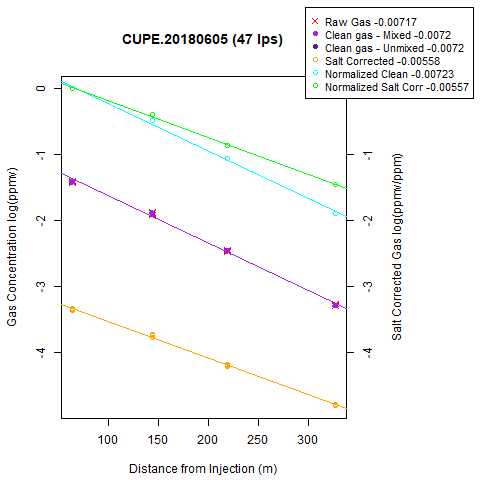 CUPE.20180605 (47 lps)
Raw Gas -0.00717
Clean gas - Mixed -0.0072
Clean gas - Unmixed -0.0072
Salt Corrected -0.00558
Normalized Clean -0.00723
Normalized Salt Corr -0.00557
Gas Concentration log(ppmv)
0
-1
-2
-3
-4
0
-1
-2
-3
-4
Salt Corrected Gas log(ppmv/ppm)
100 150 200 250 300
Distance from Injection (m)